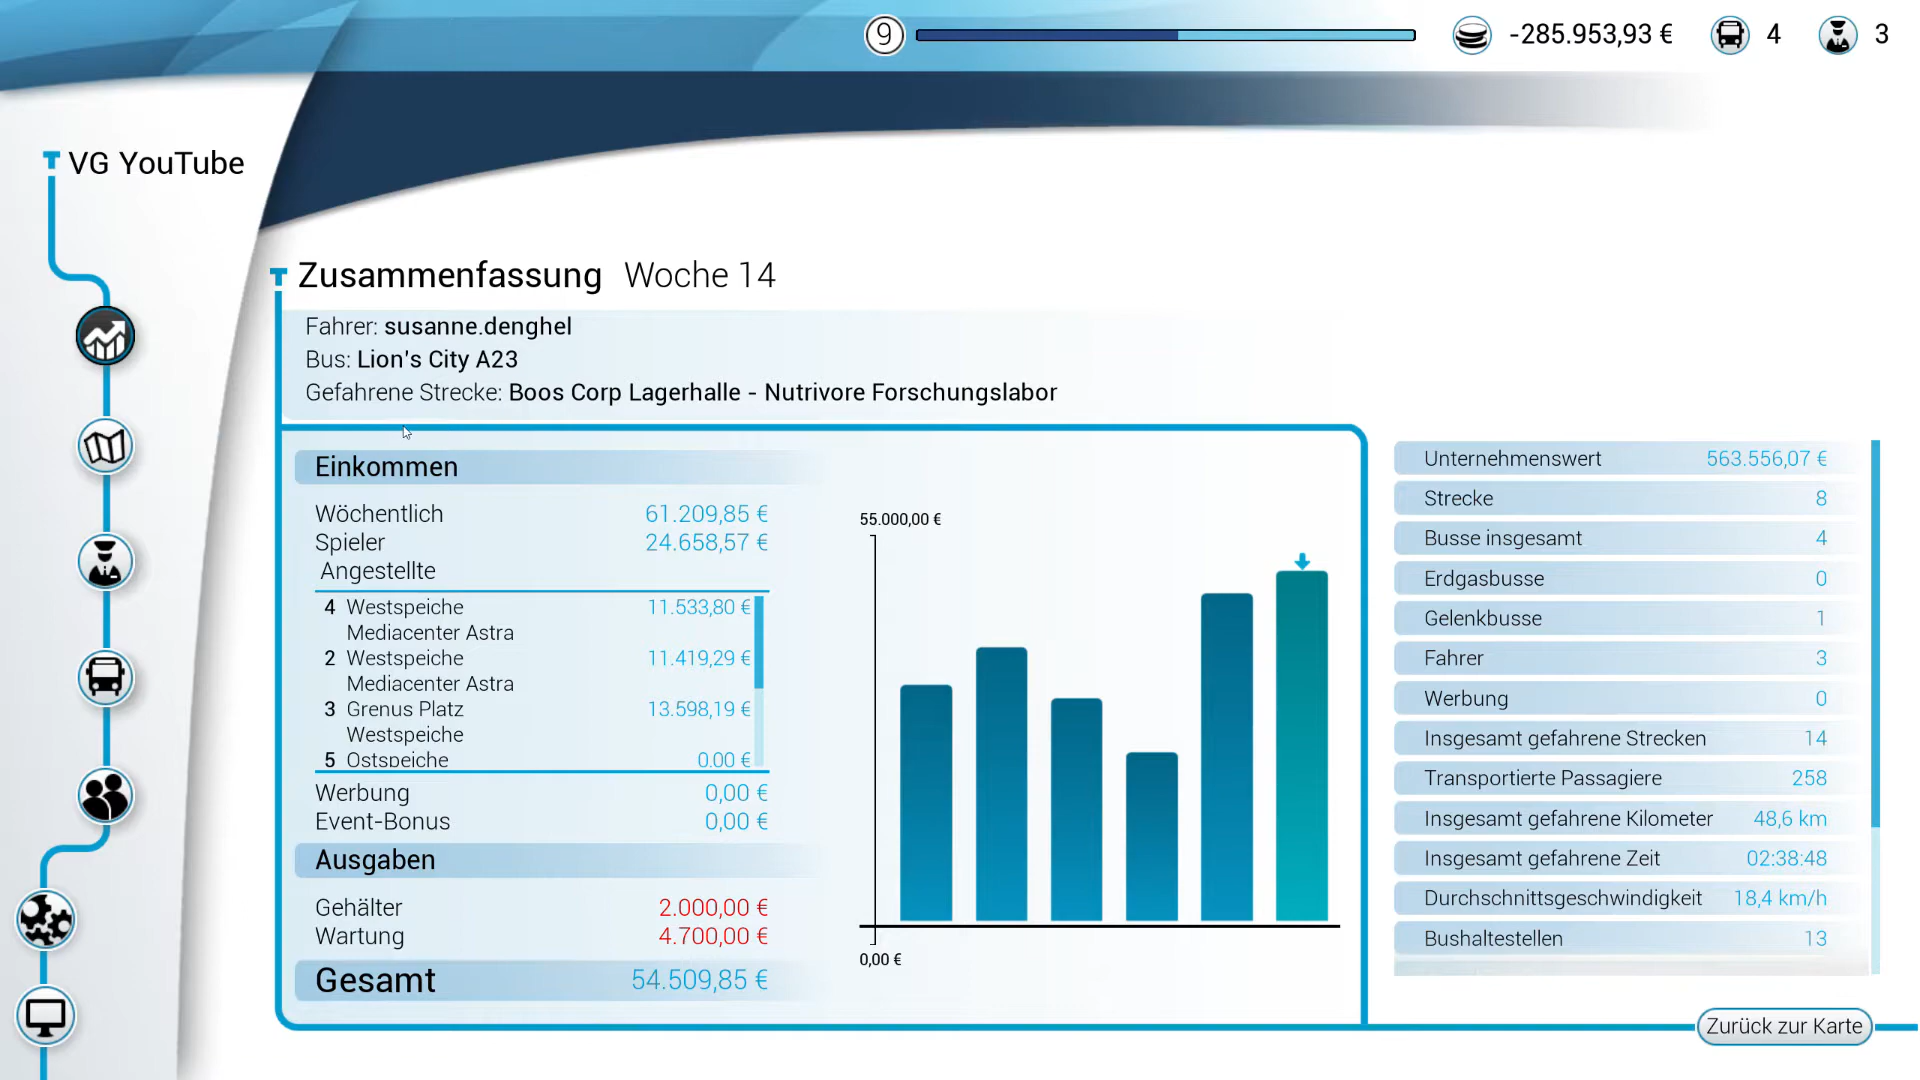 9
-285.953,93 €
4
3
VG YouTube
Zusammenfassung Woche 14
Fahrer: susanne.denghel
Bus: Lion's City A23
Gefahrene Strecke: Boos Corp Lagerhalle - Nutrivore Forschungslabor
Einkommen
Wöchentlich 61.209,85 €
Spieler 24.658,57 €
Angestellte
4 Westspeiche 11.533,80 €
Mediacenter Astra
2 Westspeiche 11.419,29 €
Mediacenter Astra
3 Grenus Platz 13.598,19 €
Westspeiche
5 Ostspeiche 0,00 €
Werbung 0,00 €
Event-Bonus 0,00 €
Ausgaben
Gehälter 2.000,00 €
Wartung 4.700,00 €
Gesamt 54.509,85 €
55.000,00 €
0,00 €
Unternehmenswert 563.556,07 €
Strecke 8
Busse insgesamt 4
Erdgasbusse 0
Gelenkbusse 1
Fahrer 3
Werbung 0
Insgesamt gefahrene Strecken 14
Transportierte Passagiere 258
Insgesamt gefahrene Kilometer 48,6 km
Insgesamt gefahrene Zeit 02:38:48
Durchschnittsgeschwindigkeit 18,4 km/h
Bushaltestellen 13
Zurück zur Karte